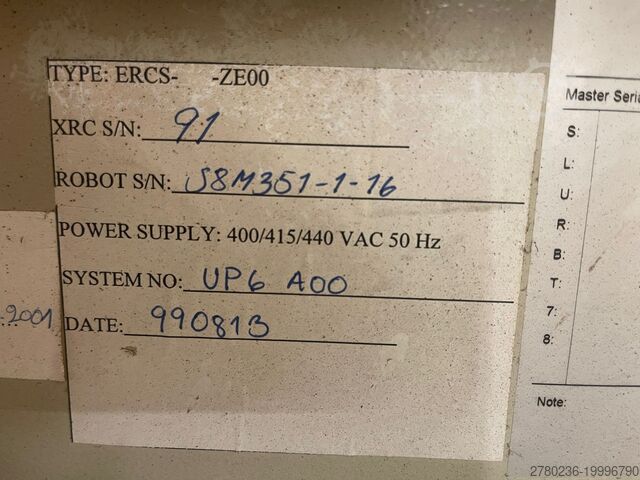 TYPE: ERCS- -ZE00
XRC S/N: 91
ROBOT S/N: S8M351-1-16
POWER SUPPLY: 400/415/440 VAC 50 Hz
SYSTEM NO: UP6 A00
DATE: 990813
2001
Master Seria
S:
L:
U:
R:
B:
T:
7:
8:
Note:
2780236-19996790